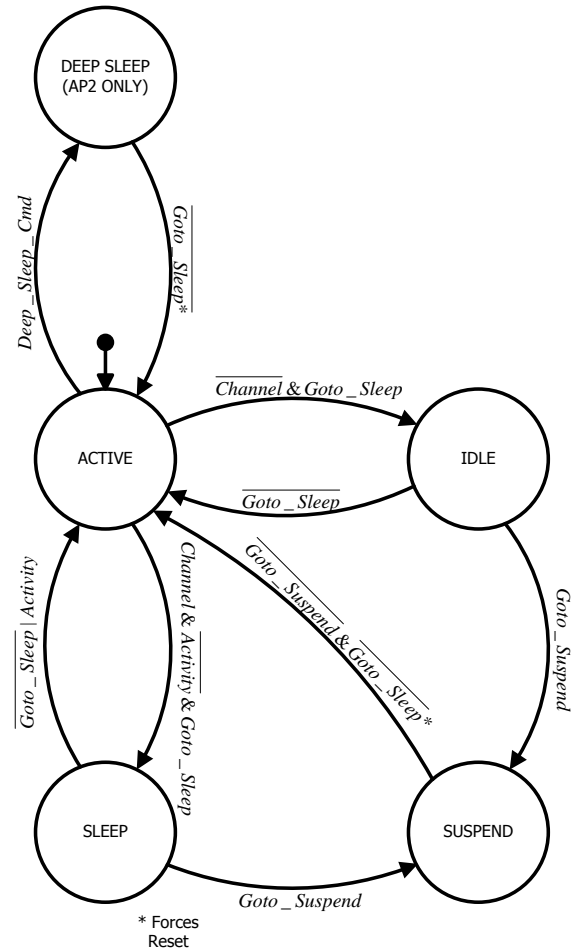 DEEP SLEEP
(AP2 ONLY)
Deep_Sleep_Cmd
Goto_Sleep*
Channel & Goto_Sleep
ACTIVE
IDLE
Goto_Sleep
Goto_Sleep | Activity
Channel & Activity & Goto_Sleep
Goto_Suspend & Goto_Sleep*
Goto_Suspend
SLEEP
SUSPEND
Goto_Suspend
* Forces
Reset